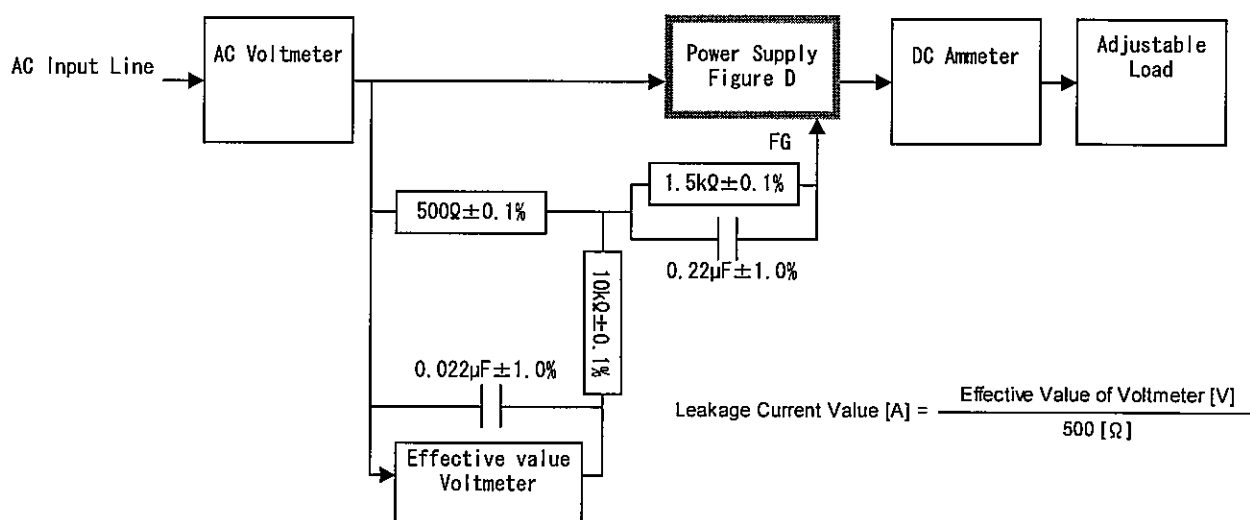 AC Input Line
AC Voltmeter
Power Supply
Figure D
DC Ammeter
Adjustable
Load
FG
500Ω±0.1%
1.5kΩ±0.1%
0.22μF±1.0%
10kΩ±0.1%
0.022μF±1.0%
Effective value
Voltmeter
Leakage Current Value [A] = Effective Value of Voltmeter [V]
500 [Ω]